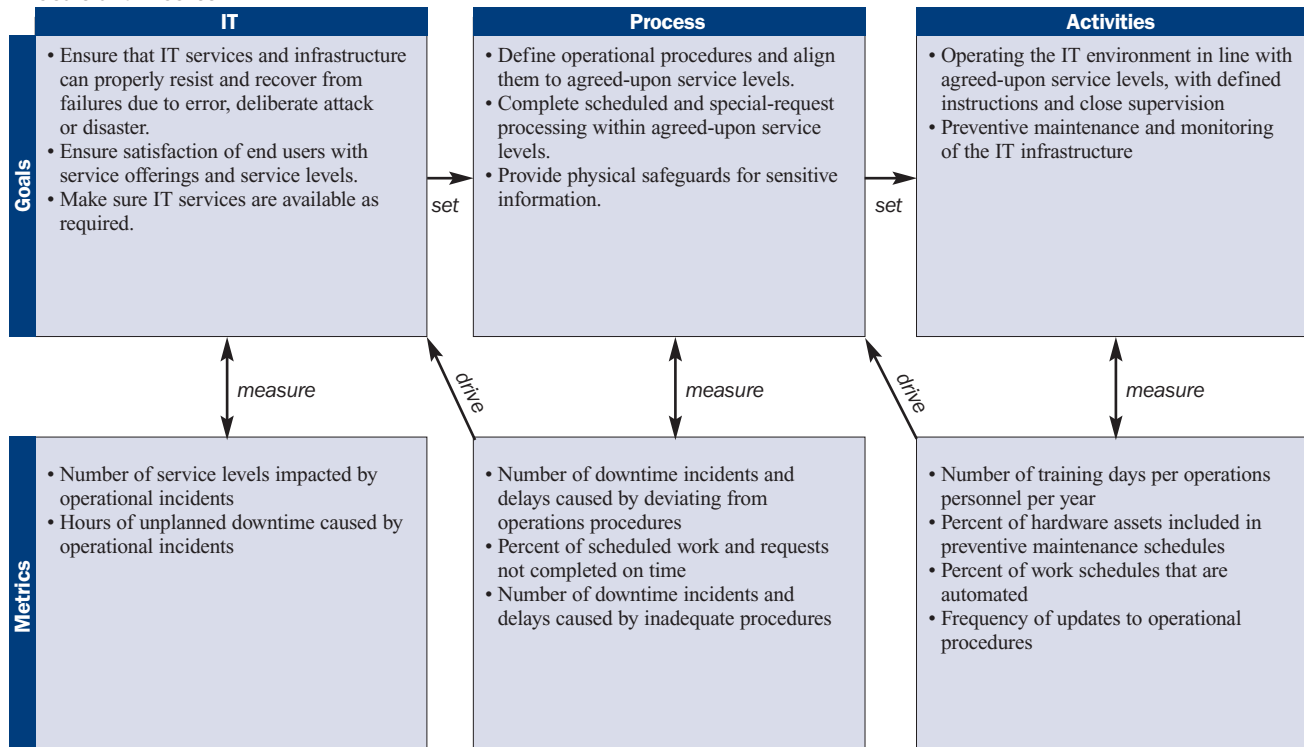 IT
Process
Activities
Goals
• Ensure that IT services and infrastructure
can properly resist and recover from
failures due to error, deliberate attack
or disaster.
• Ensure satisfaction of end users with
service offerings and service levels.
• Make sure IT services are available as
required.
set
• Define operational procedures and align
them to agreed-upon service levels.
• Complete scheduled and special-request
processing within agreed-upon service
levels.
• Provide physical safeguards for sensitive
information.
set
• Operating the IT environment in line with
agreed-upon service levels, with defined
instructions and close supervision
• Preventive maintenance and monitoring
of the IT infrastructure
measure
drive
measure
drive
measure
Metrics
• Number of service levels impacted by
operational incidents
• Hours of unplanned downtime caused by
operational incidents
• Number of downtime incidents and
delays caused by deviating from
operations procedures
• Percent of scheduled work and requests
not completed on time
• Number of downtime incidents and
delays caused by inadequate procedures
• Number of training days per operations
personnel per year
• Percent of hardware assets included in
preventive maintenance schedules
• Percent of work schedules that are
automated
• Frequency of updates to operational
procedures